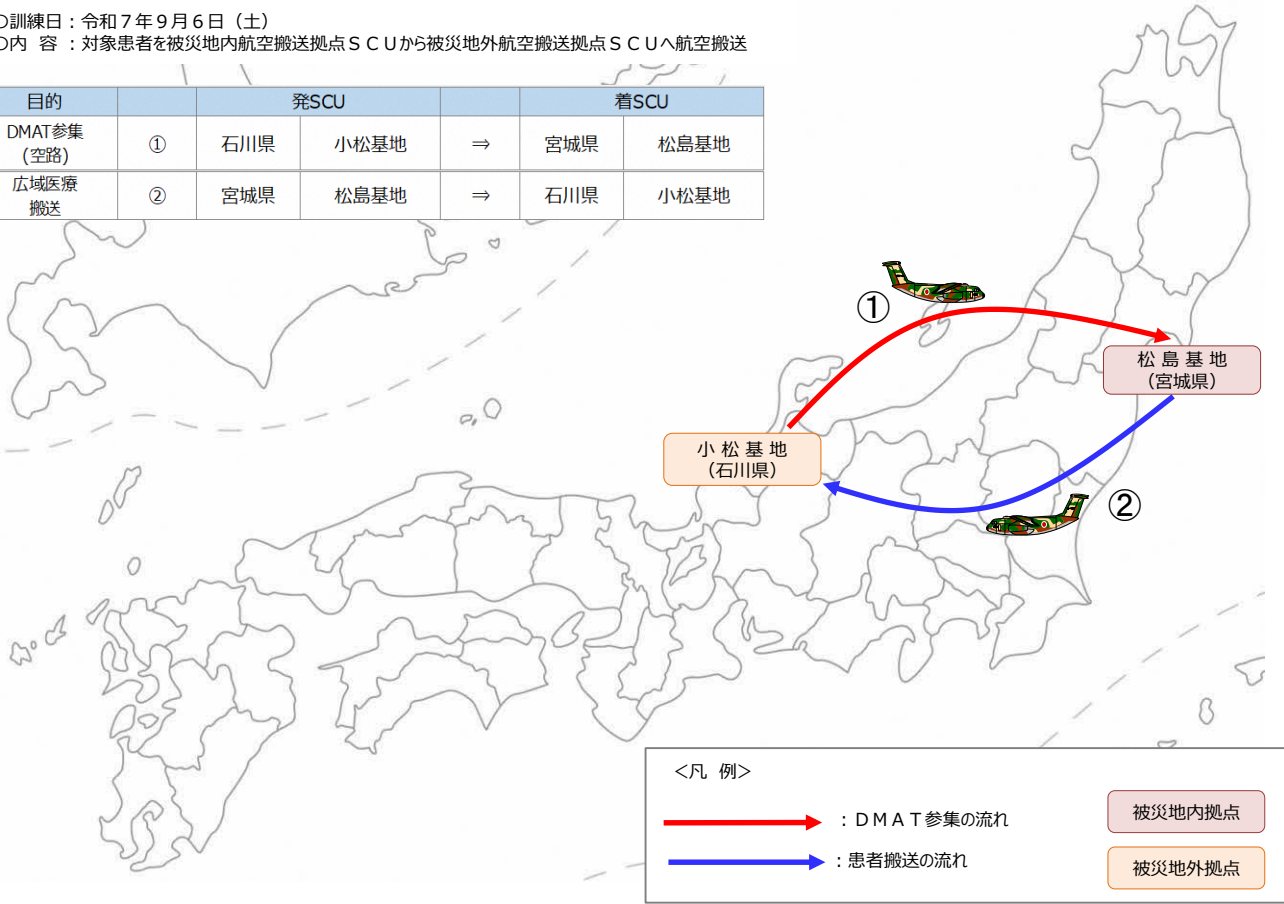 ○訓練日：令和７年９月６日（土）
○内 容 ：対象患者を被災地内航空搬送拠点ＳＣＵから被災地外航空搬送拠点ＳＣＵへ航空搬送
目的 発SCU 着SCU
DMAT参集
(空路)
① 石川県 小松基地 ⇒ 宮城県 松島基地
広域医療
搬送
② 宮城県 松島基地 ⇒ 石川県 小松基地
①
松 島 基 地
（宮城県）
小 松 基 地
（石川県）
②
＜凡 例＞
：ＤＭＡＴ参集の流れ
被災地内拠点
：患者搬送の流れ
被災地外拠点